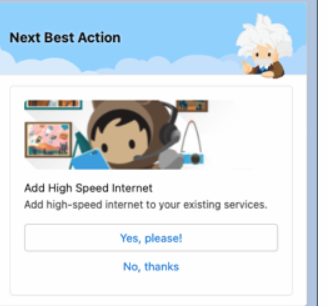 Next Best Action
Add High Speed Internet
Add high-speed internet to your existing services.
Yes, please!
No, thanks